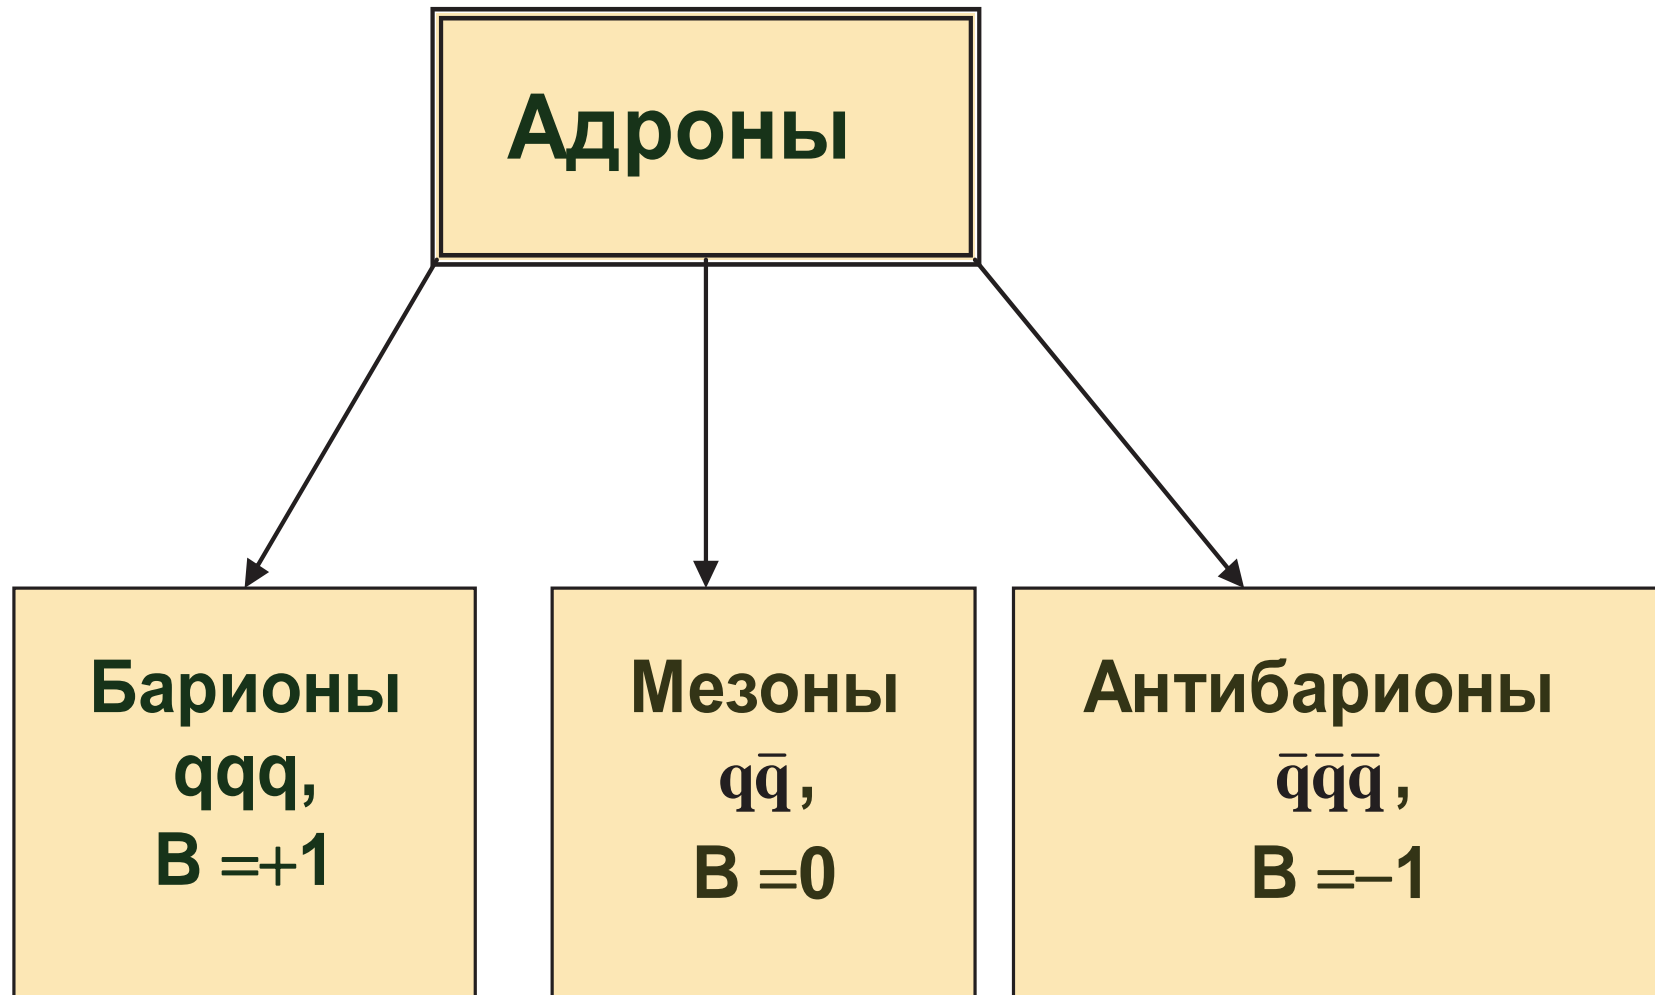 Адроны
Барионы
qqq,
B =+1
Мезоны
qq̅,
B =0
Антибарионы
q̅q̅q̅,
B =–1